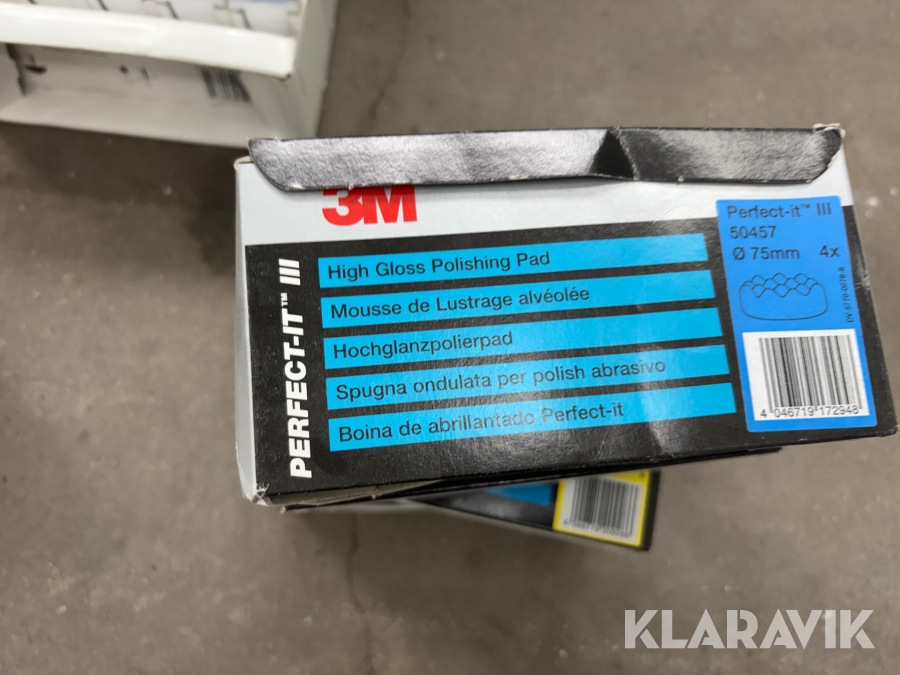 3M
PERFECT-IT™ III
High Gloss Polishing Pad
Mousse de Lustrage alvéolée
Hochglanzpolierpad
Spugna ondulata per polish abrasivo
Boina de abrillantado Perfect-it
Perfect-it™ III
50457
Ø 75mm 4x
4 046719 172948
KLARAVIK